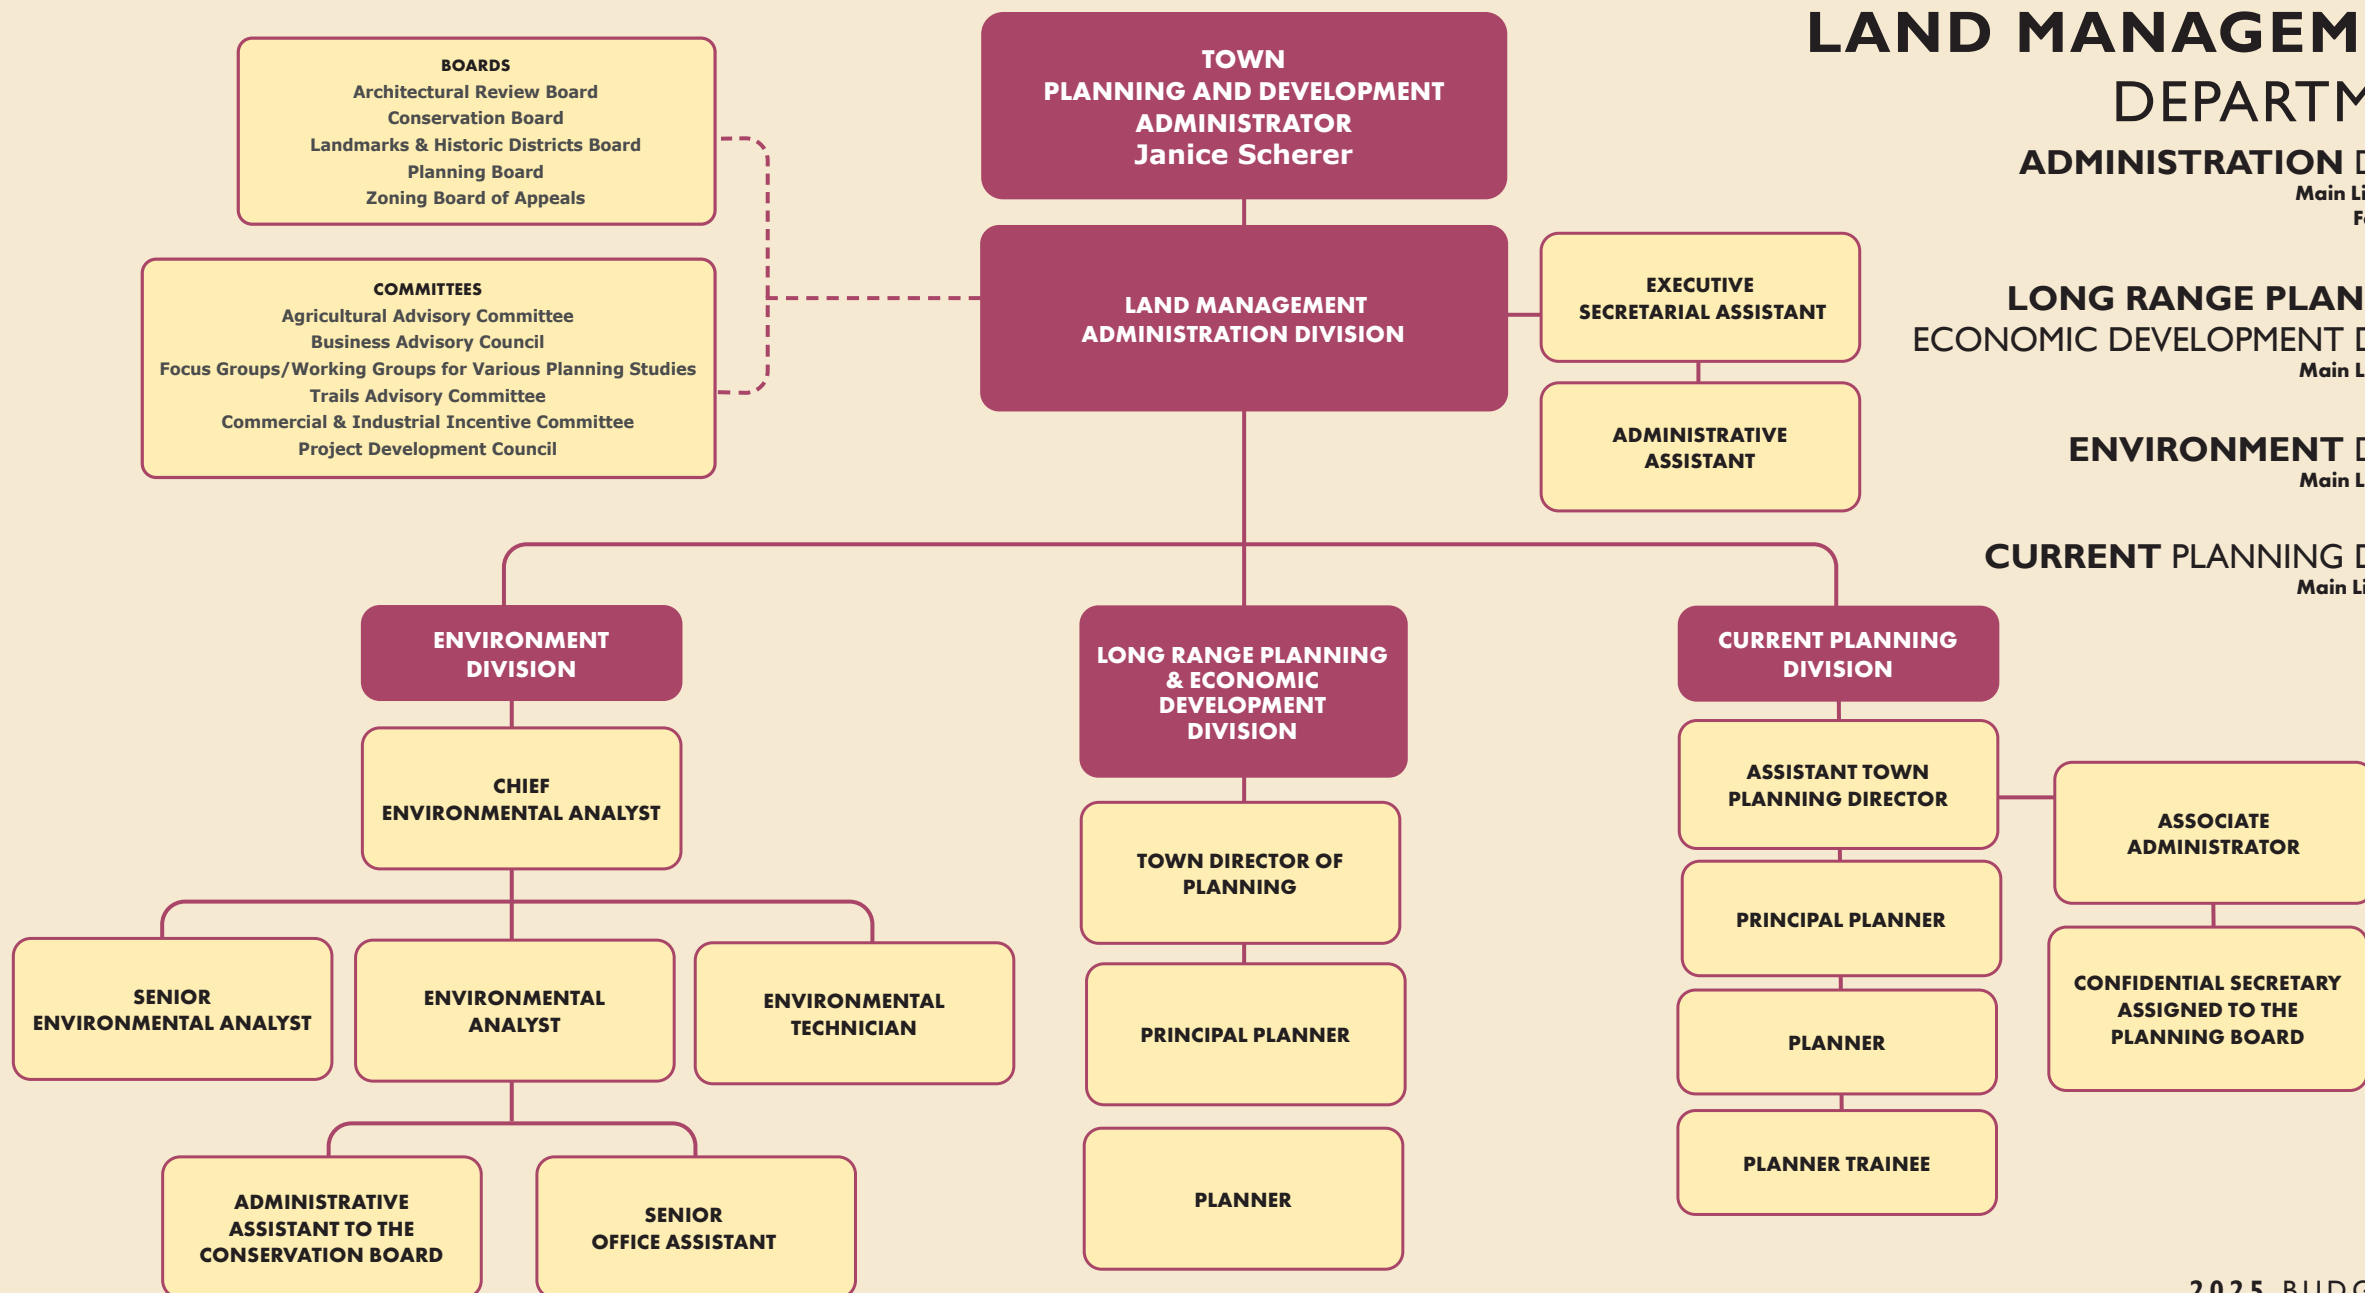 LAND MANAGEM
DEPARTM
ADMINISTRATION
Main
LONG RANGE PLAN
ECONOMIC DEVELOPMENT
Main
ENVIRONMENT
Main
CURRENT PLANNING
Main
BOARDS
Architectural Review Board
Conservation Board
Landmarks & Historic Districts Board
Planning Board
Zoning Board of Appeals
COMMITTEES
Agricultural Advisory Committee
Business Advisory Council
Focus Groups/Working Groups for Various Planning Studies
Trails Advisory Committee
Commercial & Industrial Incentive Committee
Project Development Council
TOWN
PLANNING AND DEVELOPMENT
ADMINISTRATOR
Janice Scherer
LAND MANAGEMENT
ADMINISTRATION DIVISION
EXECUTIVE
SECRETARIAL ASSISTANT
ADMINISTRATIVE
ASSISTANT
ENVIRONMENT
DIVISION
CHIEF
ENVIRONMENTAL ANALYST
SENIOR
ENVIRONMENTAL ANALYST
ENVIRONMENTAL
ANALYST
ENVIRONMENTAL
TECHNICIAN
ADMINISTRATIVE
ASSISTANT TO THE
CONSERVATION BOARD
SENIOR
OFFICE ASSISTANT
LONG RANGE PLANNING
& ECONOMIC
DEVELOPMENT
DIVISION
TOWN DIRECTOR OF
PLANNING
PRINCIPAL PLANNER
PLANNER
CURRENT PLANNING
DIVISION
ASSISTANT TOWN
PLANNING DIRECTOR
PRINCIPAL PLANNER
PLANNER
PLANNER TRAINEE
ASSOCIATE
ADMINISTRATOR
CONFIDENTIAL SECRETARY
ASSIGNED TO THE
PLANNING BOARD
2025 BUDG